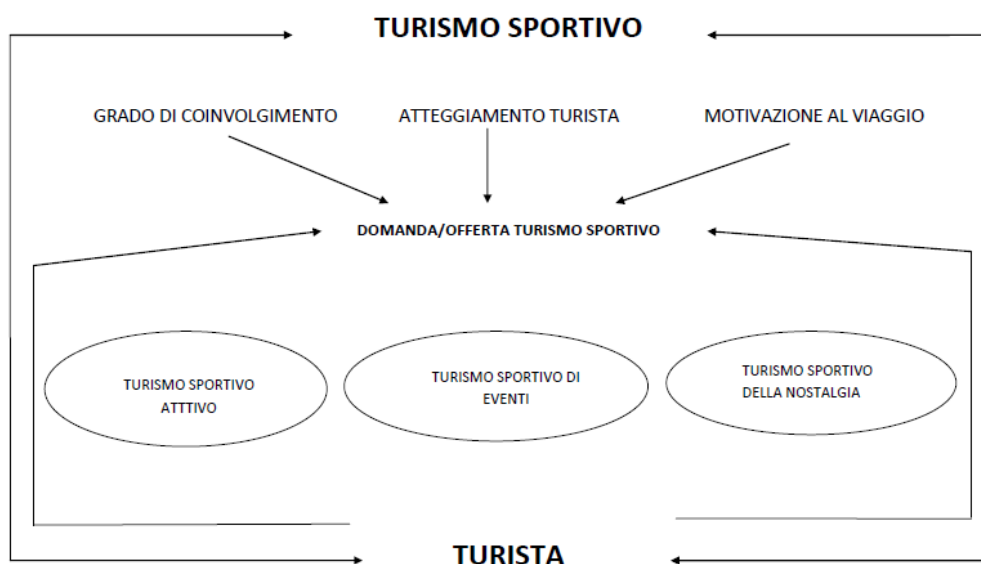 TURISMO SPORTIVO
GRADO DI COINVOLGIMENTO
ATTEGGIAMENTO TURISTA
MOTIVAZIONE AL VIAGGIO
DOMANDA/OFFERTA TURISMO SPORTIVO
TURISMO SPORTIVO
ATTTIVO
TURISMO SPORTIVO DI
EVENTI
TURISMO SPORTIVO
DELLA NOSTALGIA
TURISTA